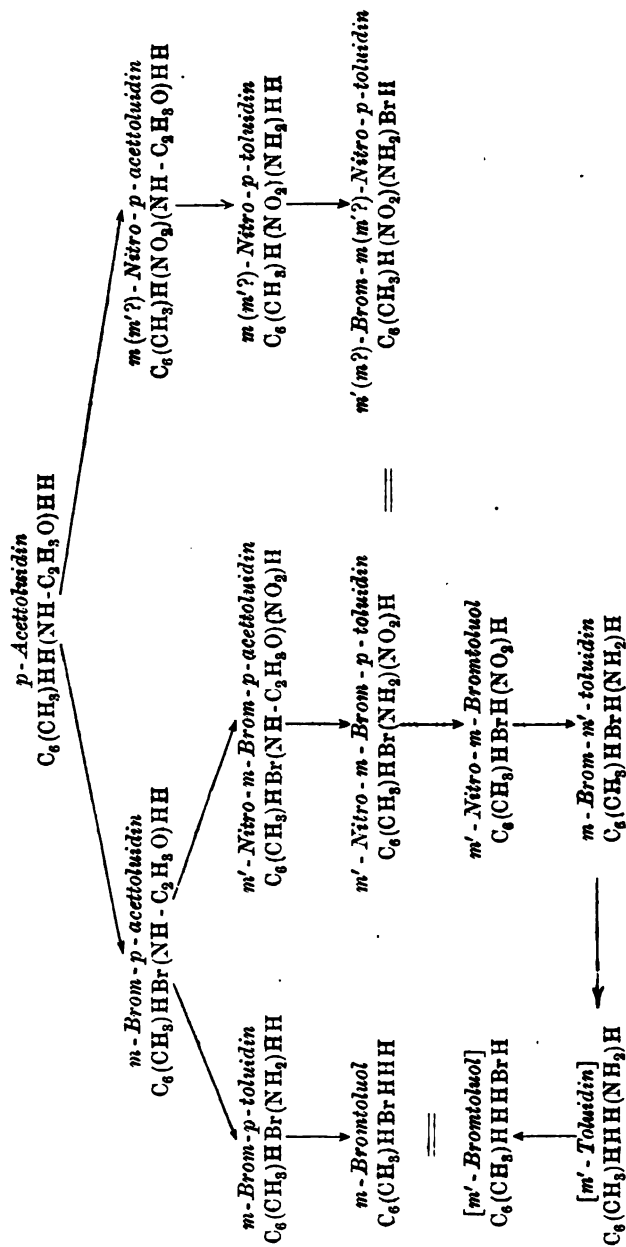 p-Acettoluidin
C₆(CH₃)HH(NH-C₂H₃O)HH
m-Brom-p-acettoluidin
C₆(CH₃)HBr(NH-C₂H₃O)HH
m(m'?)-Nitro-p-acettoluidin
C₆(CH₃)H(NO₂)(NH-C₂H₃O)HH
m-Brom-p-toluidin
C₆(CH₃)HBr(NH₂)HH
m'-Nitro-m-Brom-p-acettoluidin
C₆(CH₃)HBr(NH-C₂H₃O)(NO₂)H
m(m'?)-Nitro-p-toluidin
C₆(CH₃)H(NO₂)(NH₂)HH
m-Bromtoluol
C₆(CH₃)HBrHHH
m'-Nitro-m-Brom-p-toluidin
C₆(CH₃)HBr(NH₂)(NO₂)H
=
m'(m?)-Brom-m(m'?)-Nitro-p-toluidin
C₆(CH₃)H(NO₂)(NH₂)BrH
=
[m'-Bromtoluol]
C₆(CH₃)HHHBrH
m'-Nitro-m-Bromtoluol
C₆(CH₃)HBrH(NO₂)H
[m'-Toluidin]
C₆(CH₃)HHH(NH₂)H
m-Brom-m'-toluidin
C₆(CH₃)HBrH(NH₂)H